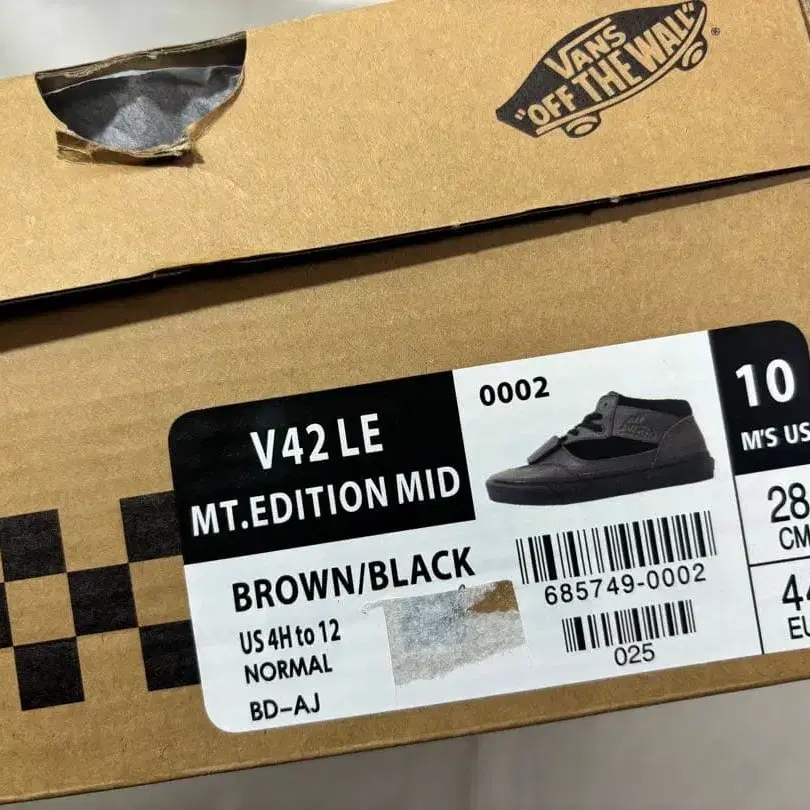 VANS
"OFF THE WALL"
®
V42 LE
MT.EDITION MID
0002
10
M'S US
28
CM
BROWN/BLACK
685749-0002
US 4H to 12
NORMAL
025
BD-AJ